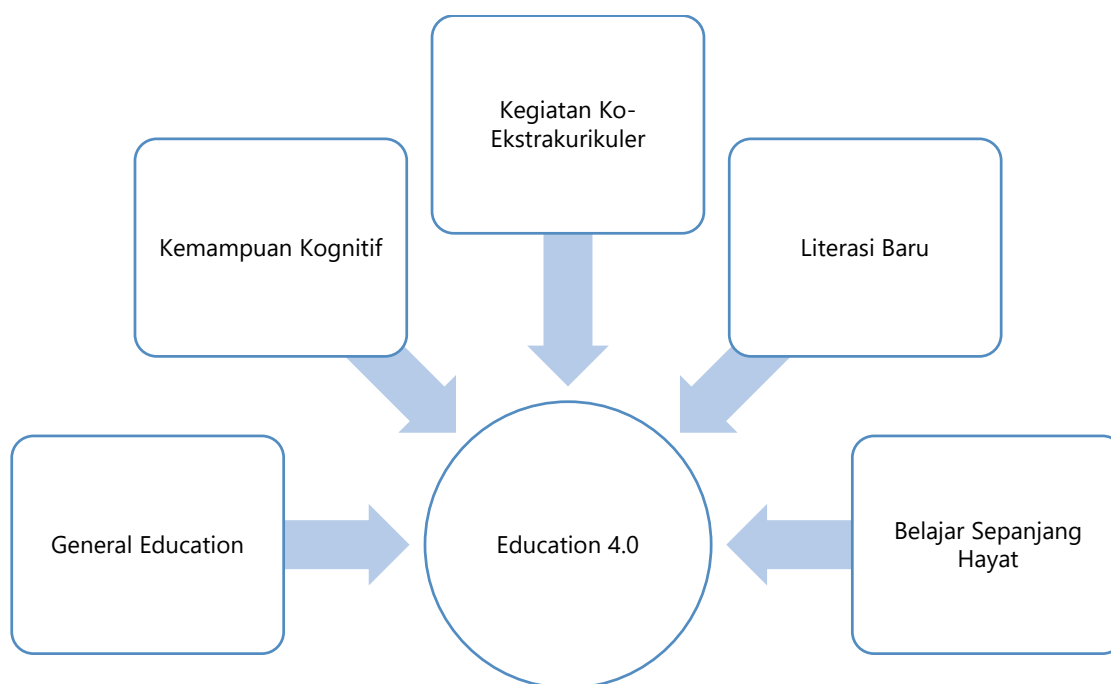 Kegiatan Ko-
Ekstrakurikuler
Kemampuan Kognitif
Literasi Baru
General Education
Education 4.0
Belajar Sepanjang
Hayat